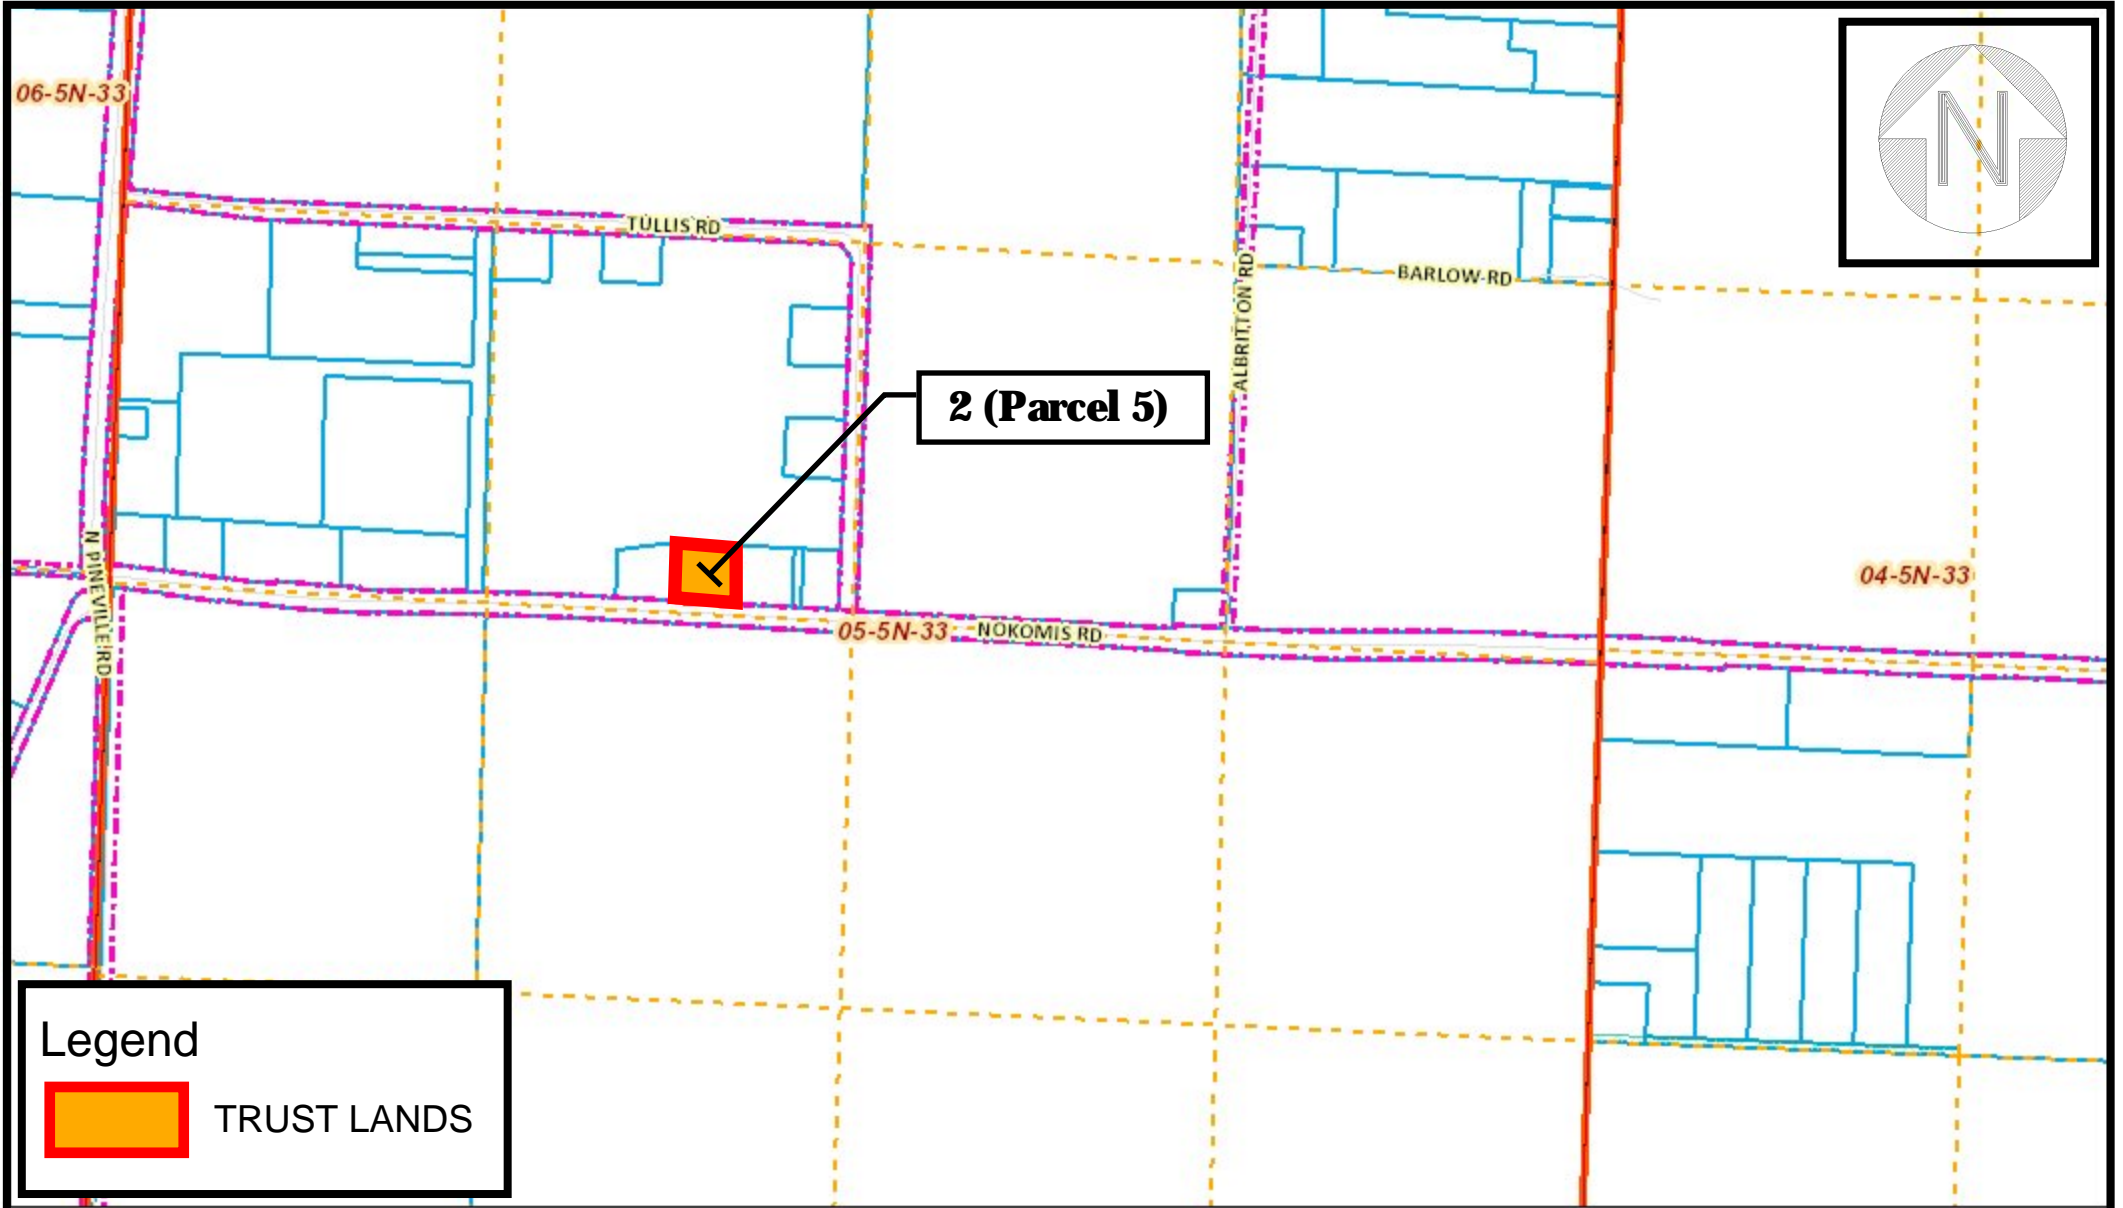 06-5N-33
N
TULLIS RD
BARLOW RD
ALBRITTON RD
2 (Parcel 5)
N PINEVILLE RD
04-5N-33
05-5N-33
NOKOMIS RD
Legend
TRUST LANDS